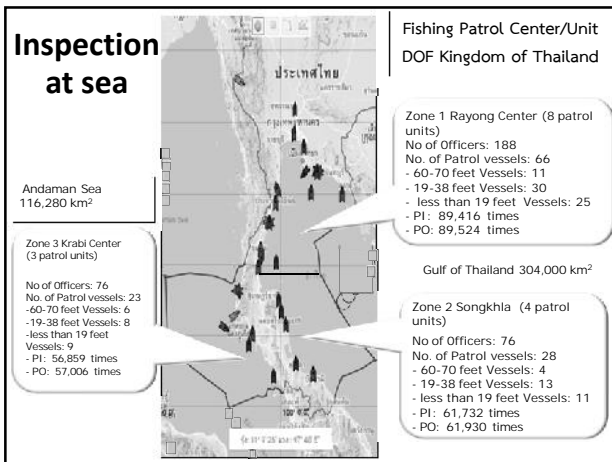 Inspection
at sea
Fishing Patrol Center/Unit
DOF Kingdom of Thailand
ประเทศไทย
Zone 1 Rayong Center (8 patrol
units)
No of Officers: 188
No. of Patrol vessels: 66
- 60-70 feet Vessels: 11
- 19-38 feet Vessels: 30
- less than 19 feet Vessels: 25
- PI: 89,416 times
- PO: 89,524 times
Andaman Sea
116,280 km²
Zone 3 Krabi Center
(3 patrol units)
No of Officers: 76
No. of Patrol vessels: 23
-60-70 feet Vessels: 6
-19-38 feet Vessels: 8
-less than 19 feet
Vessels: 9
- PI: 56,859 times
- PO: 57,006 times
Gulf of Thailand 304,000 km²
Zone 2 Songkhla (4 patrol
units)
No of Officers: 76
No. of Patrol vessels: 28
- 60-70 feet Vessels: 4
- 19-38 feet Vessels: 13
- less than 19 feet Vessels: 11
- PI: 61,732 times
- PO: 61,930 times